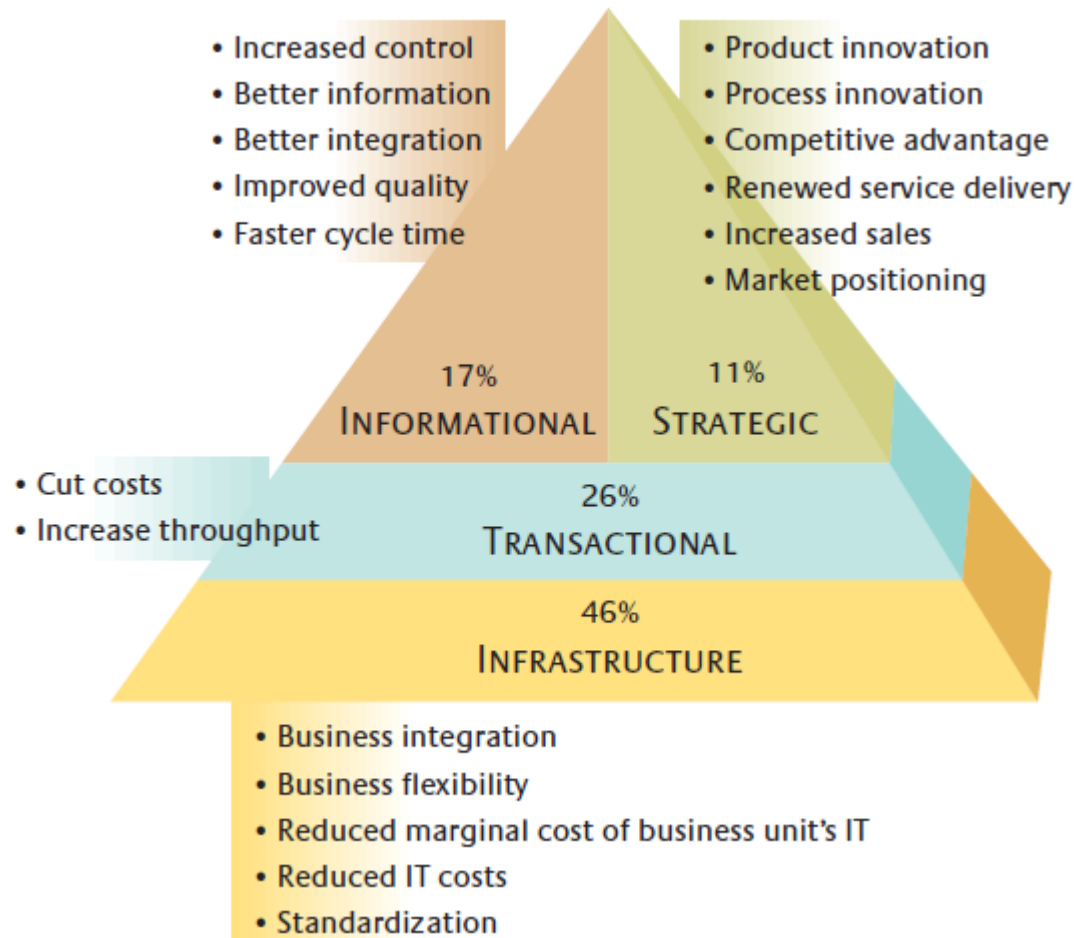 • Increased control
• Better information
• Better integration
• Improved quality
• Faster cycle time
• Product innovation
• Process innovation
• Competitive advantage
• Renewed service delivery
• Increased sales
• Market positioning
17%
INFORMATIONAL
11%
STRATEGIC
• Cut costs
• Increase throughput
26%
TRANSACTIONAL
46%
INFRASTRUCTURE
• Business integration
• Business flexibility
• Reduced marginal cost of business unit's IT
• Reduced IT costs
• Standardization